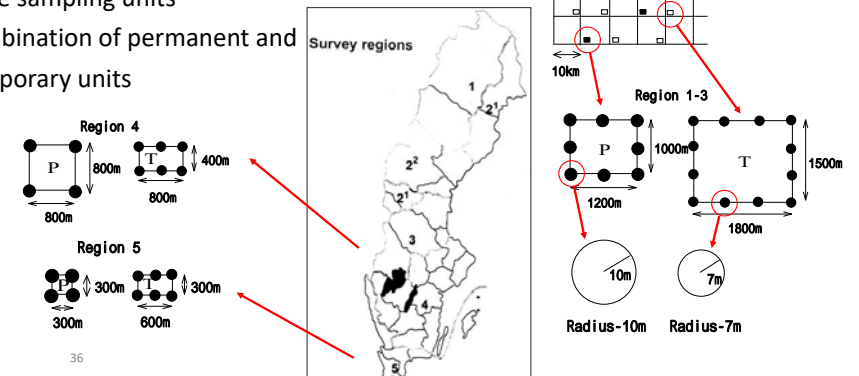 sampling units
bination of permanent and
porary units
Region 4
P
800m
800m
T
400m
800m
Region 5
P
300m
300m
T
300m
600m
36
Survey regions
1
2¹
2²
2¹
3
4
5
10km
Region 1-3
P
1000m
1200m
T
1500m
1800m
10m
7m
Radius-10m
Radius-7m